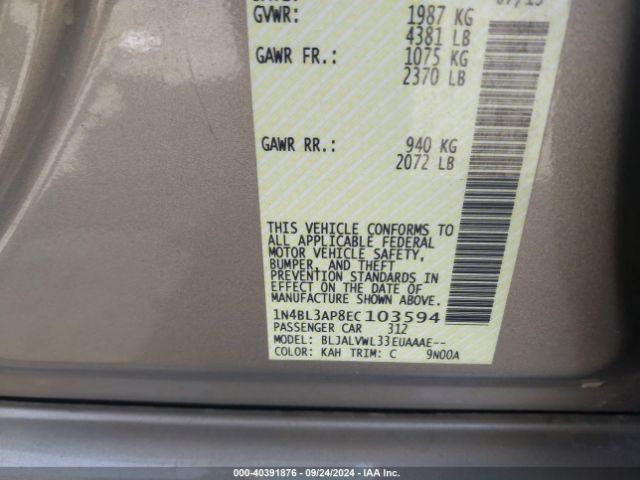 GVWR: 1987 KG
4381 LB
GAWR FR.: 1075 KG
2370 LB
GAWR RR.: 940 KG
2072 LB
THIS VEHICLE CONFORMS TO
ALL APPLICABLE FEDERAL
MOTOR VEHICLE SAFETY,
BUMPER, AND THEFT
PREVENTION STANDARDS IN
EFFECT ON THE DATE OF
MANUFACTURE SHOWN ABOVE.
1N4BL3AP8EC103594
PASSENGER CAR 312
MODEL: BLJALVWL33EUAAAE--
COLOR: KAH TRIM: C 9N00A
000-40391876 - 09/24/2024 - IAA Inc.